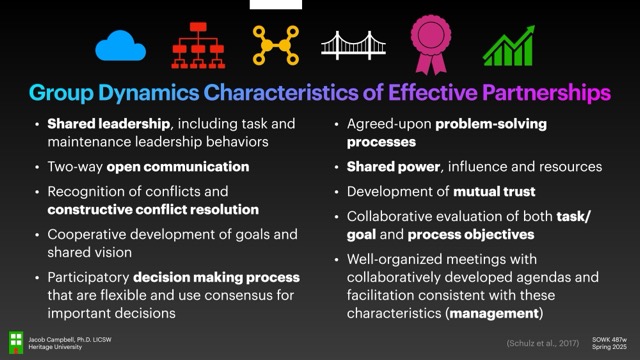 Group Dynamics Characteristics of Effective Partnerships
• Shared leadership, including task and
maintenance leadership behaviors
• Two-way open communication
• Recognition of conflicts and
constructive conflict resolution
• Cooperative development of goals and
shared vision
• Participatory decision making process
that are flexible and use consensus for
important decisions
• Agreed-upon problem-solving
processes
• Shared power, influence and resources
• Development of mutual trust
• Collaborative evaluation of both task/
goal and process objectives
• Well-organized meetings with
collaboratively developed agendas and
facilitation consistent with these
characteristics (management)
Jacob Campbell, Ph.D. LICSW
Heritage University
(Schulz et al., 2017)
SOWK 487w
Spring 2025